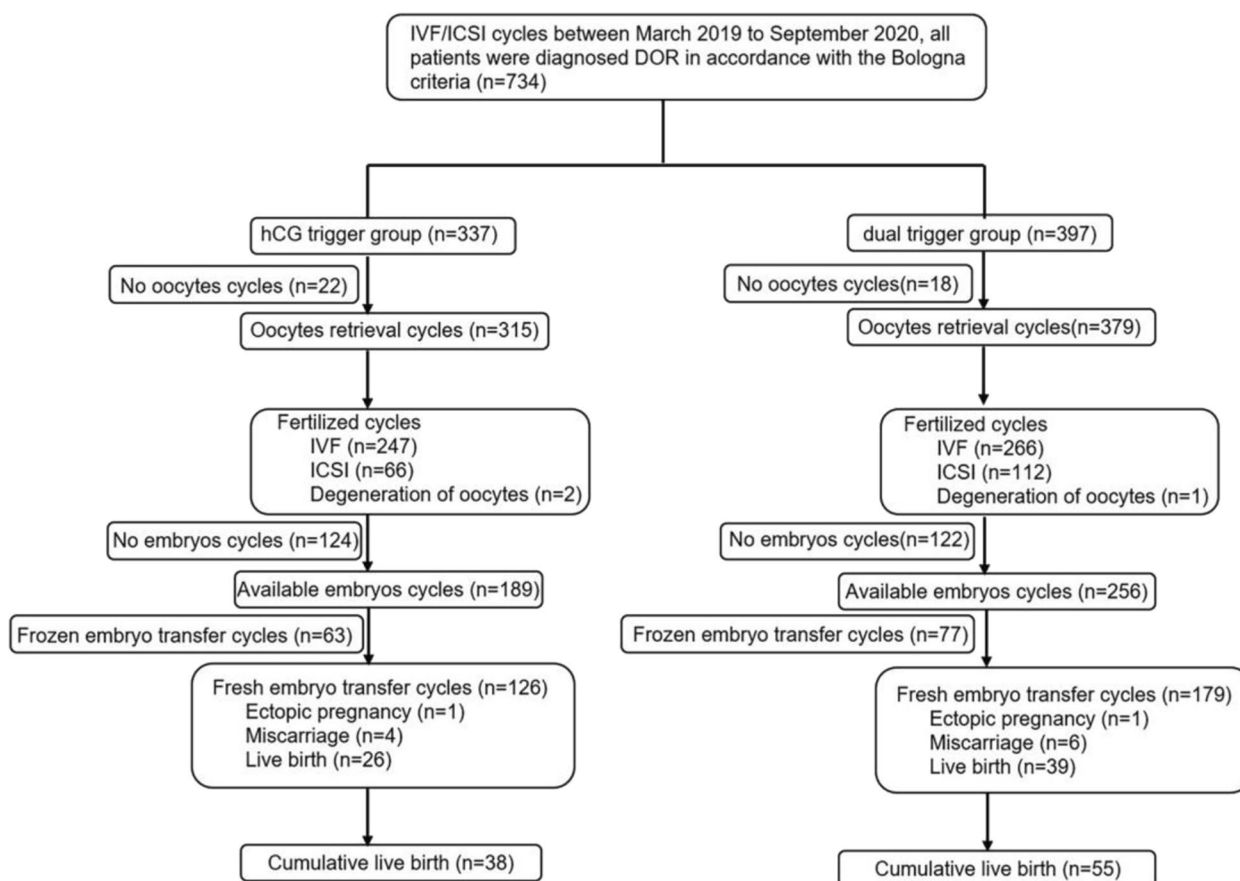 IVF/ICSI cycles between March 2019 to September 2020, all
patients were diagnosed DOR in accordance with the Bologna
criteria (n=734)
hCG trigger group (n=337)
No oocytes cycles (n=22)
Oocytes retrieval cycles (n=315)
Fertilized cycles
IVF (n=247)
ICSI (n=66)
Degeneration of oocytes (n=2)
No embryos cycles (n=124)
Available embryos cycles (n=189)
Frozen embryo transfer cycles (n=63)
Fresh embryo transfer cycles (n=126)
Ectopic pregnancy (n=1)
Miscarriage (n=4)
Live birth (n=26)
Cumulative live birth (n=38)
dual trigger group (n=397)
No oocytes cycles(n=18)
Oocytes retrieval cycles(n=379)
Fertilized cycles
IVF (n=266)
ICSI (n=112)
Degeneration of oocytes (n=1)
No embryos cycles(n=122)
Available embryos cycles (n=256)
Frozen embryo transfer cycles (n=77)
Fresh embryo transfer cycles (n=179)
Ectopic pregnancy (n=1)
Miscarriage (n=6)
Live birth (n=39)
Cumulative live birth (n=55)